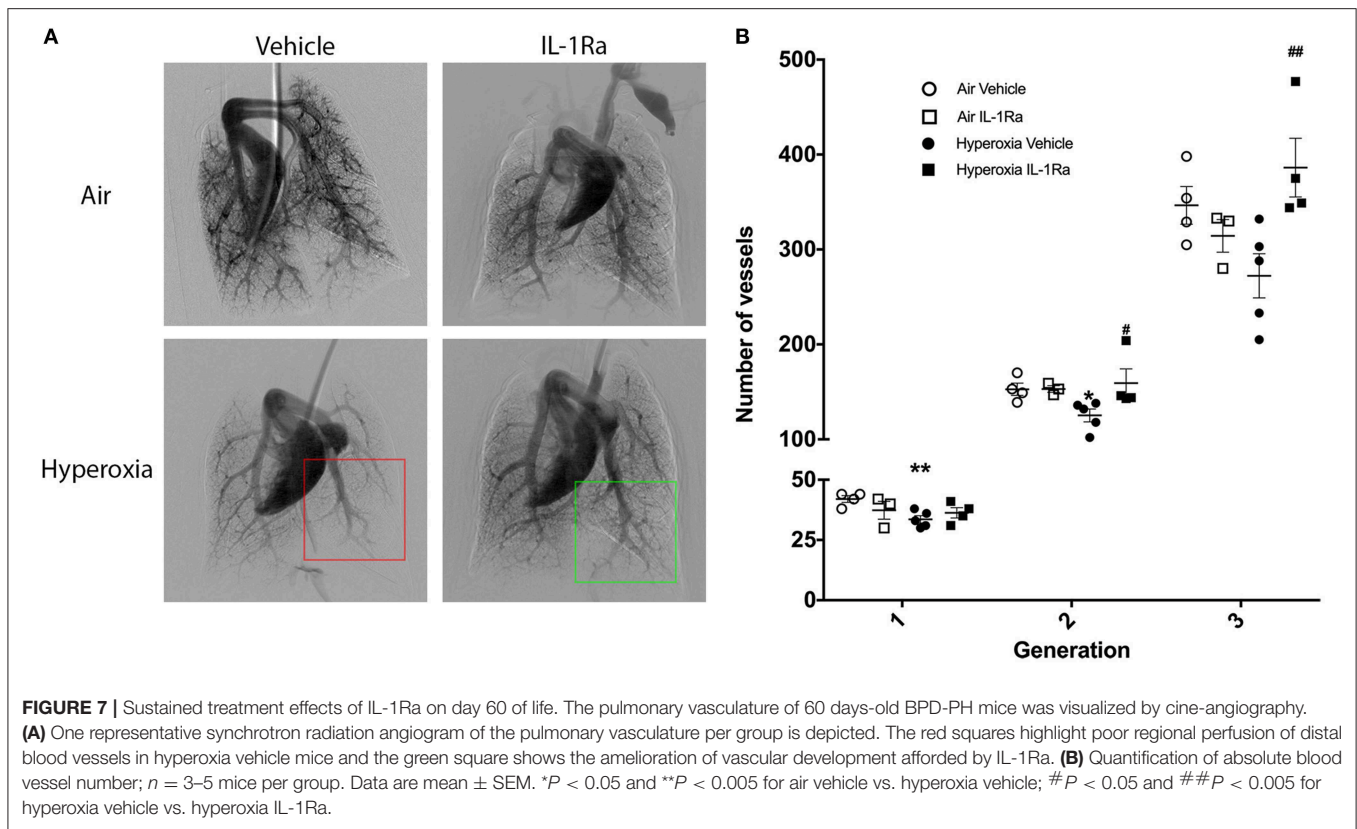 A
Vehicle
IL-1Ra
Air
Hyperoxia
B
500
400
300
200
100
50
25
0
Number of vessels
Air Vehicle
Air IL-1Ra
Hyperoxia Vehicle
Hyperoxia IL-1Ra
**
*
#
##
1
2
3
Generation
FIGURE 7 | Sustained treatment effects of IL-1Ra on day 60 of life. The pulmonary vasculature of 60 days-old BPD-PH mice was visualized by cine-angiography.
(A) One representative synchrotron radiation angiogram of the pulmonary vasculature per group is depicted. The red squares highlight poor regional perfusion of distal
blood vessels in hyperoxia vehicle mice and the green square shows the amelioration of vascular development afforded by IL-1Ra. (B) Quantification of absolute blood
vessel number; n = 3–5 mice per group. Data are mean ± SEM. *P < 0.05 and **P < 0.005 for air vehicle vs. hyperoxia vehicle; #P < 0.05 and ##P < 0.005 for
hyperoxia vehicle vs. hyperoxia IL-1Ra.